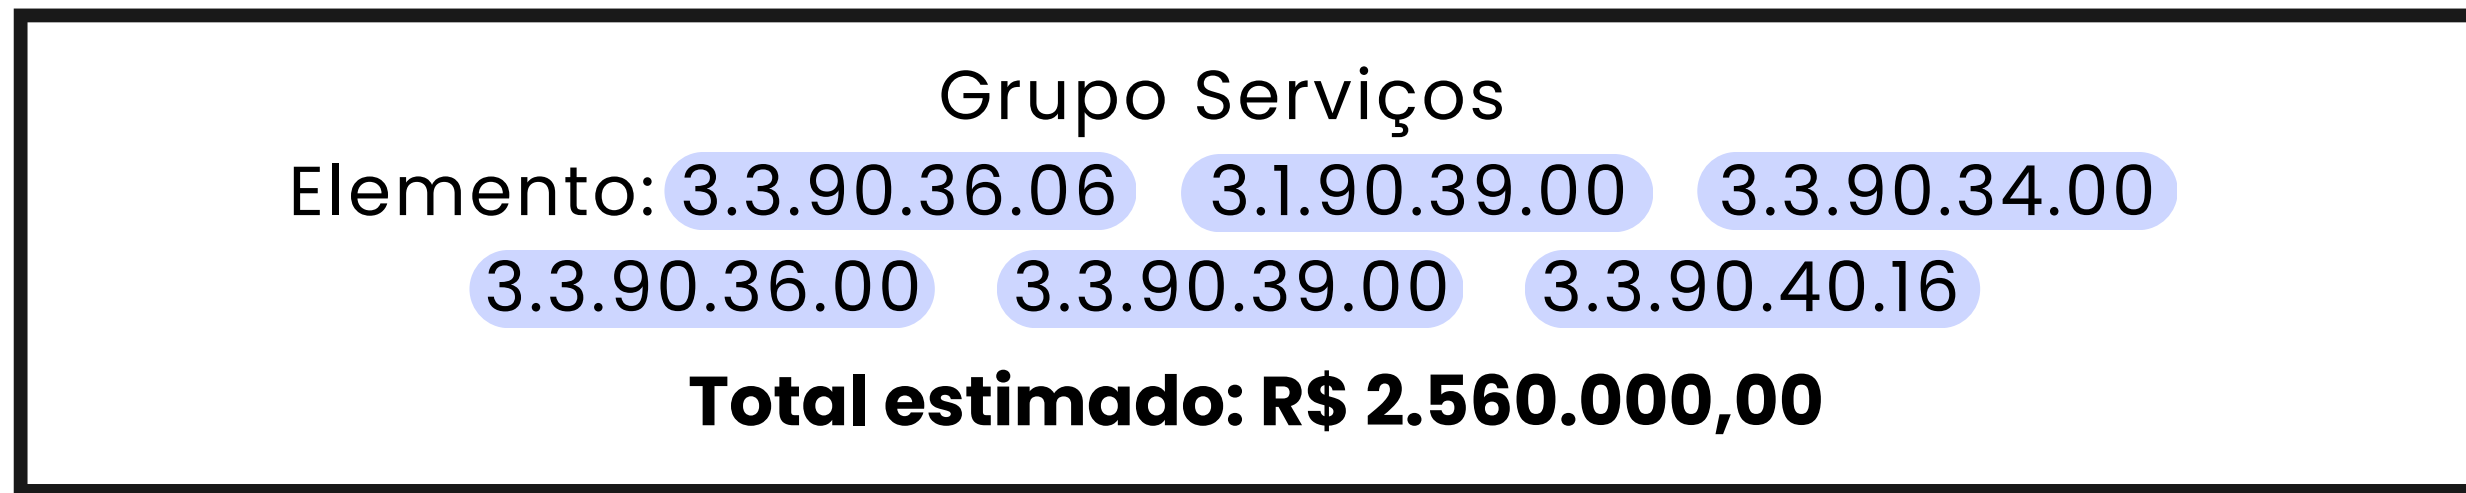 Grupo Serviços
Elemento: 3.3.90.36.06 3.1.90.39.00 3.3.90.34.00
3.3.90.36.00 3.3.90.39.00 3.3.90.40.16
Total estimado: R$ 2.560.000,00